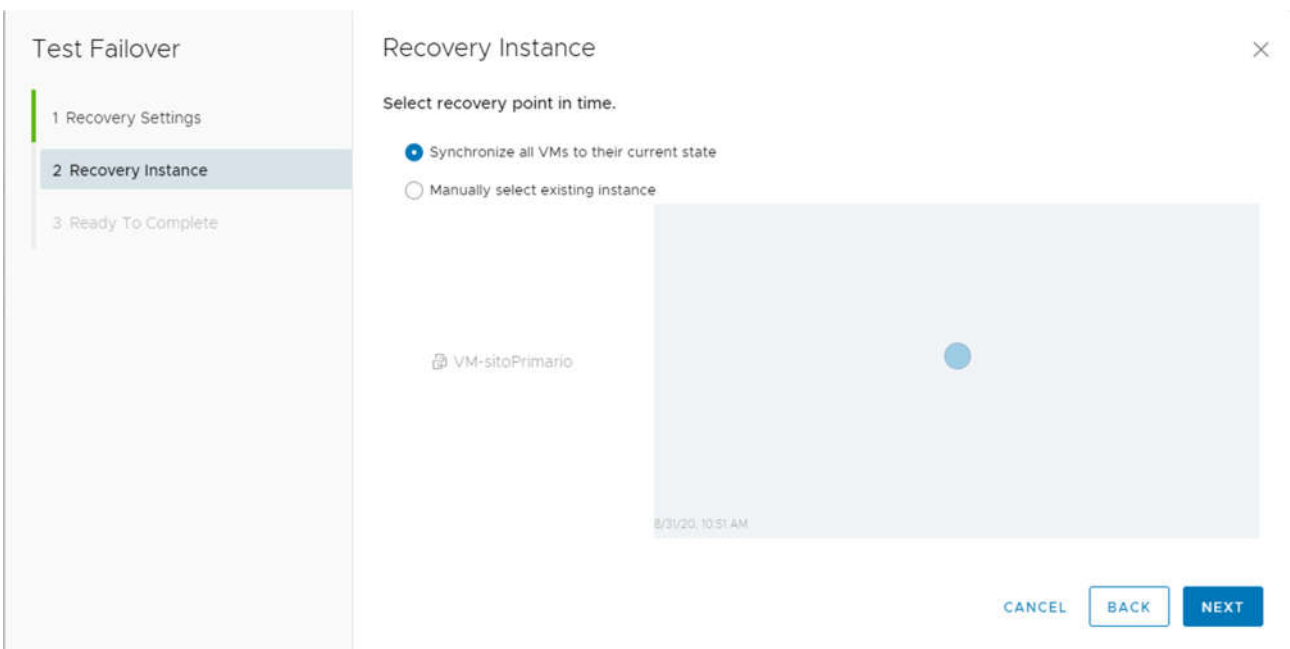 Test Failover
1 Recovery Settings
2 Recovery Instance
3 Ready To Complete
Recovery Instance
Select recovery point in time.
Synchronize all VMs to their current state
Manually select existing instance
VM-sitoPrimario
8/31/20, 10:51 AM
CANCEL
BACK
NEXT